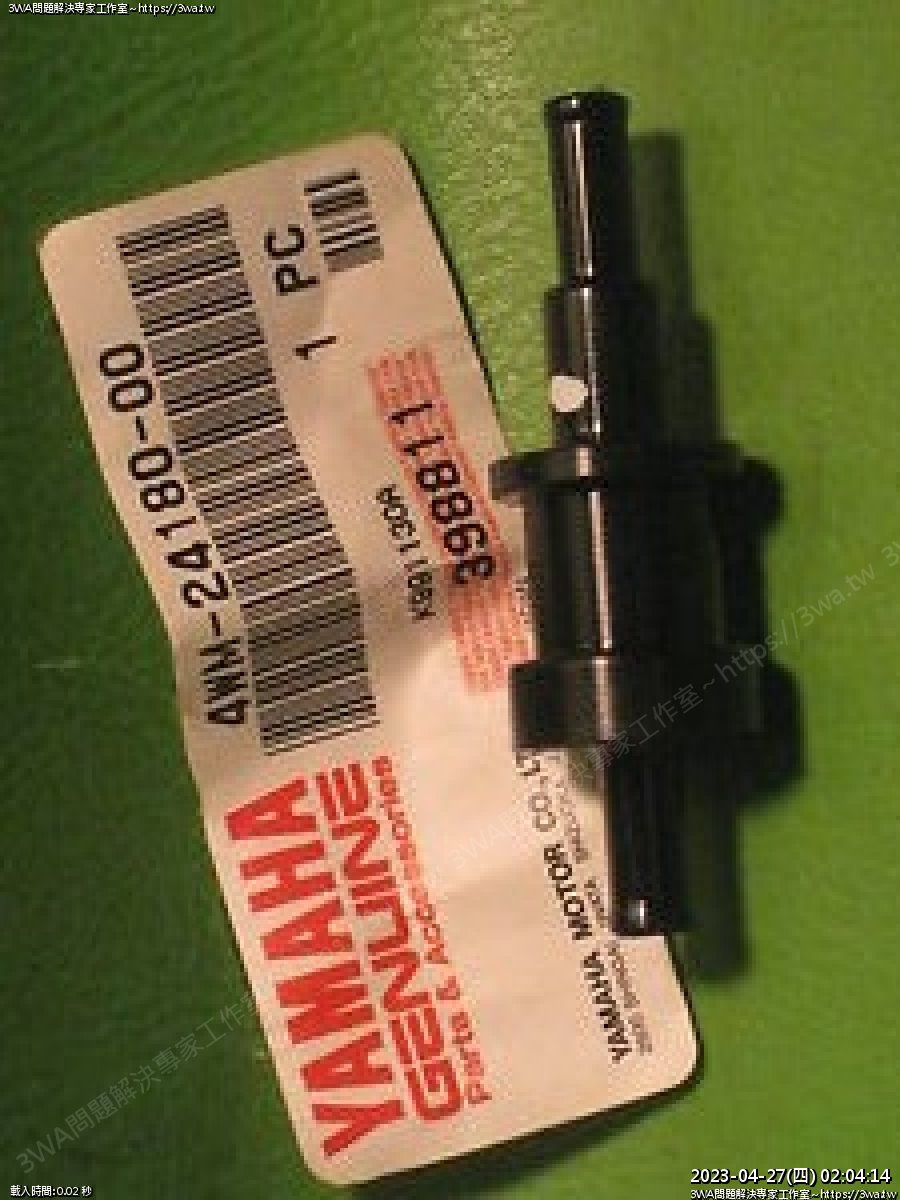 3WA問題解決專家工作室~https://3wa.tw
4WM-24180-00
1 PC
398811
YAMAHA
GENUINE
Parts & Accessories
YAMAHA MOTOR CO.,
3WA問題解決專家工作室~https://3wa.tw
載入時間:0.02 秒
2023-04-27(四) 02:04:14
3WA問題解決專家工作室~https://3wa.tw